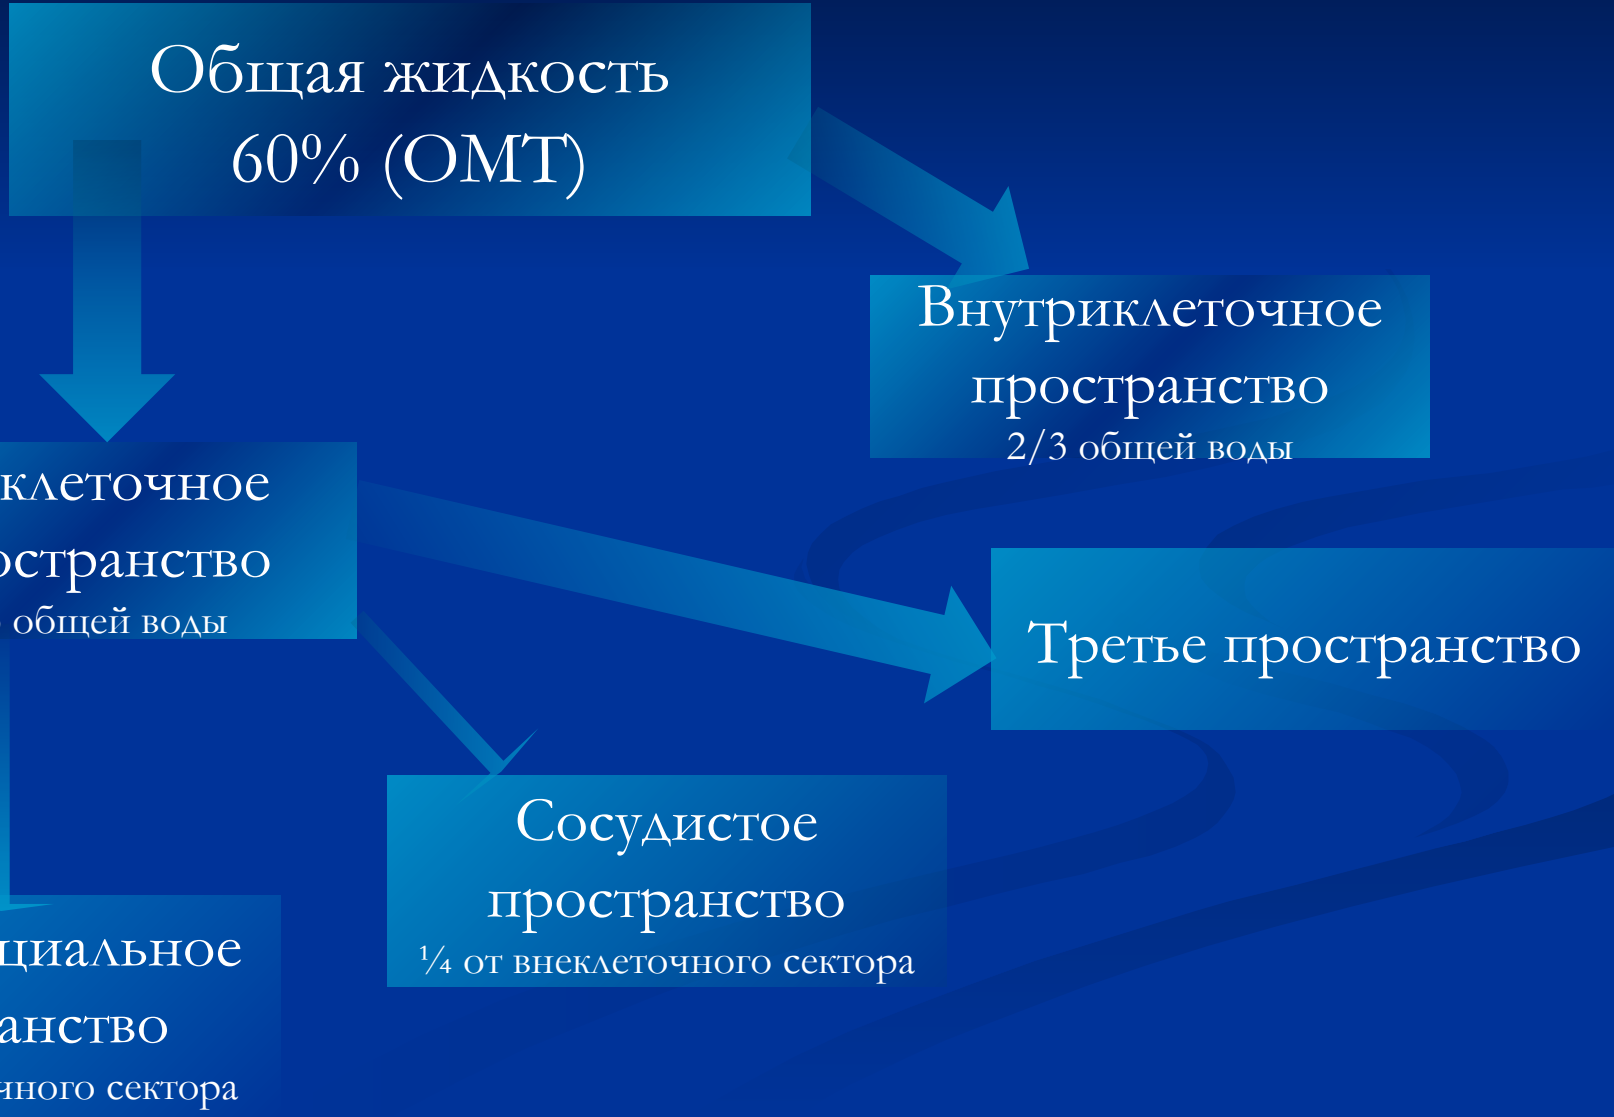 Общая жидкость
60% (ОМТ)
Внутриклеточное
пространство
2/3 общей воды
клеточное
остранство
общей воды
Третье пространство
Сосудистое
пространство
¼ от внеклеточного сектора
циальное
анство
чного сектора